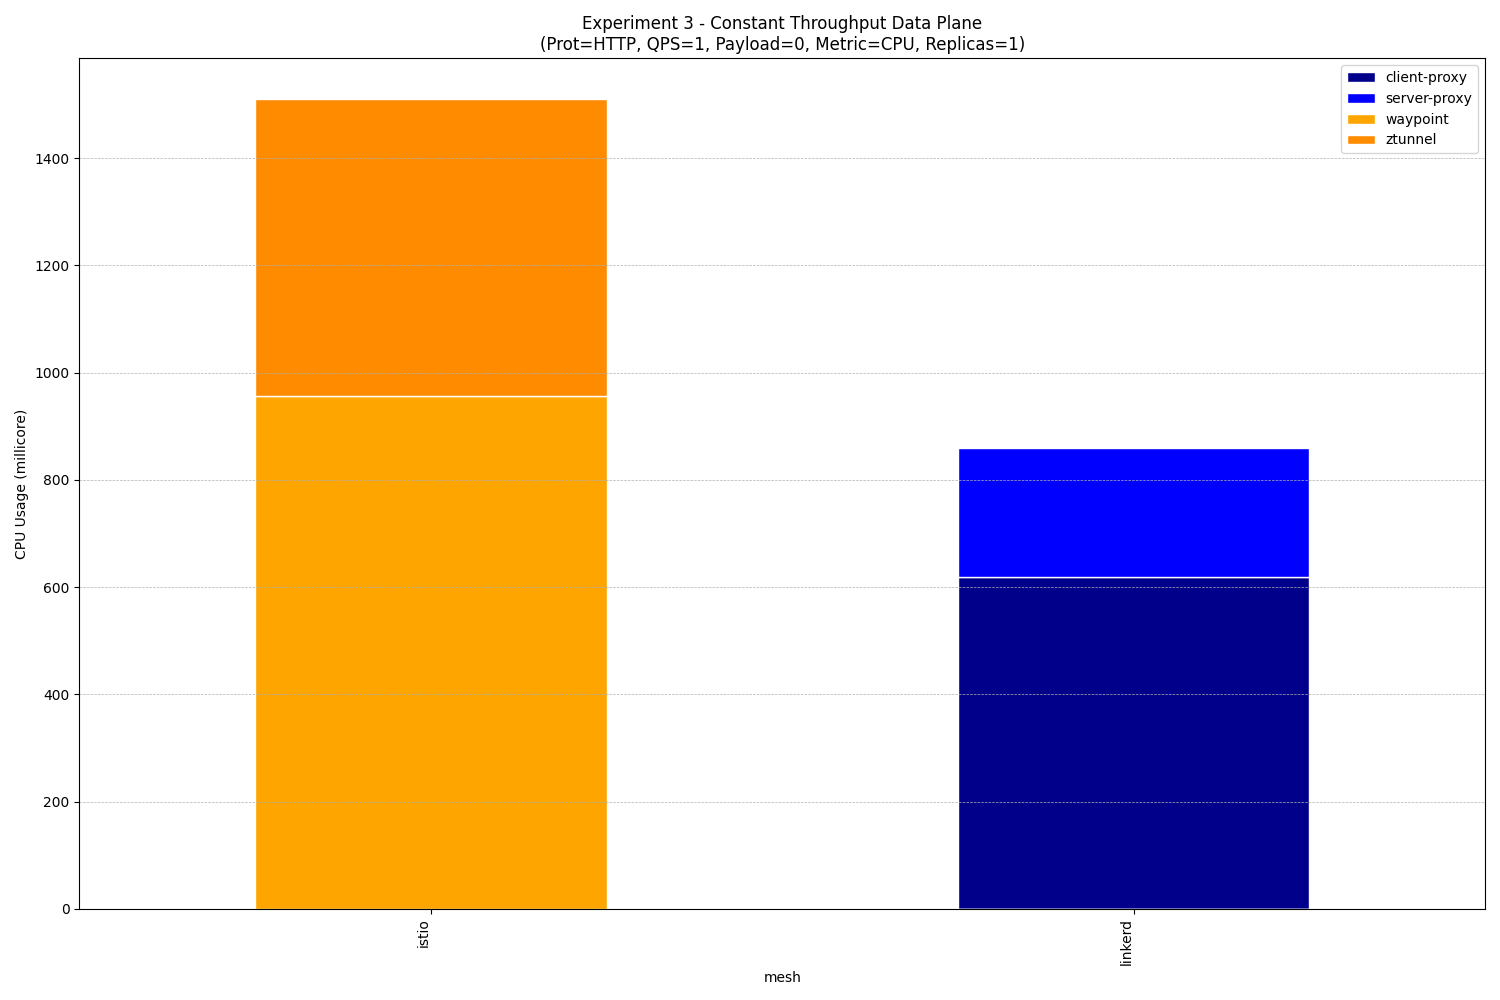 Experiment 3 - Constant Throughput Data Plane
(Prot=HTTP, QPS=1, Payload=0, Metric=CPU, Replicas=1)
client-proxy
server-proxy
waypoint
ztunnel
1400
1200
1000
800
600
400
200
0
CPU Usage (millicore)
istio
linkerd
mesh